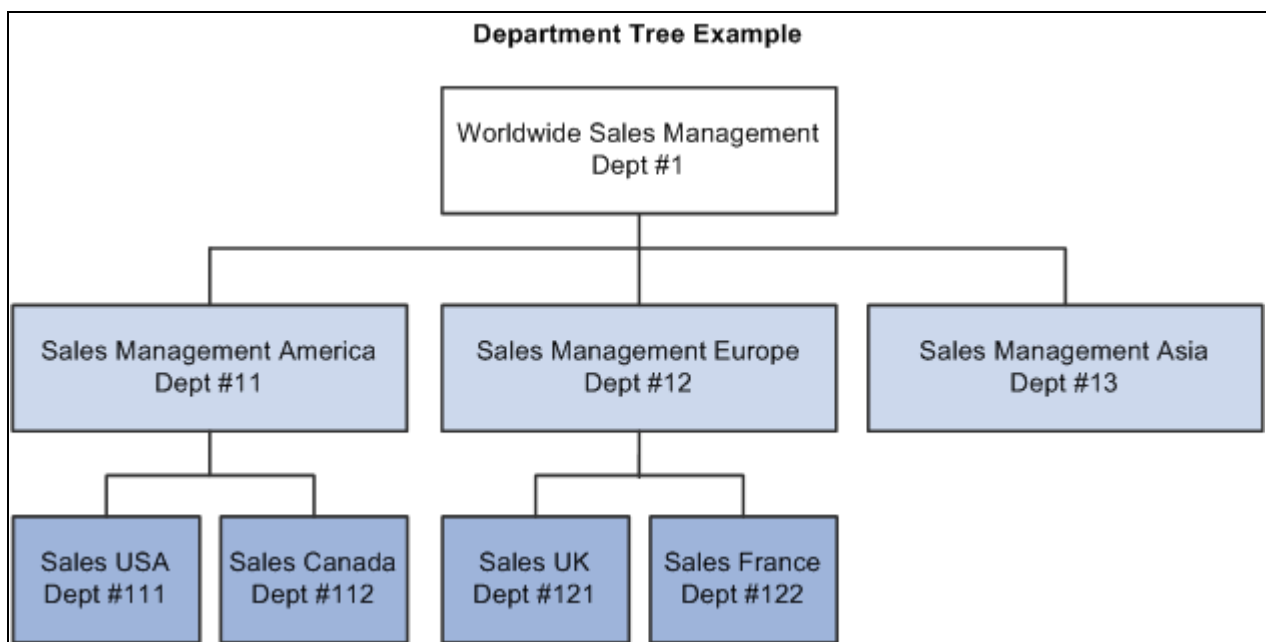 Department Tree Example
Worldwide Sales Management
Dept #1
Sales Management America
Dept #11
Sales Management Europe
Dept #12
Sales Management Asia
Dept #13
Sales USA
Dept #111
Sales Canada
Dept #112
Sales UK
Dept #121
Sales France
Dept #122